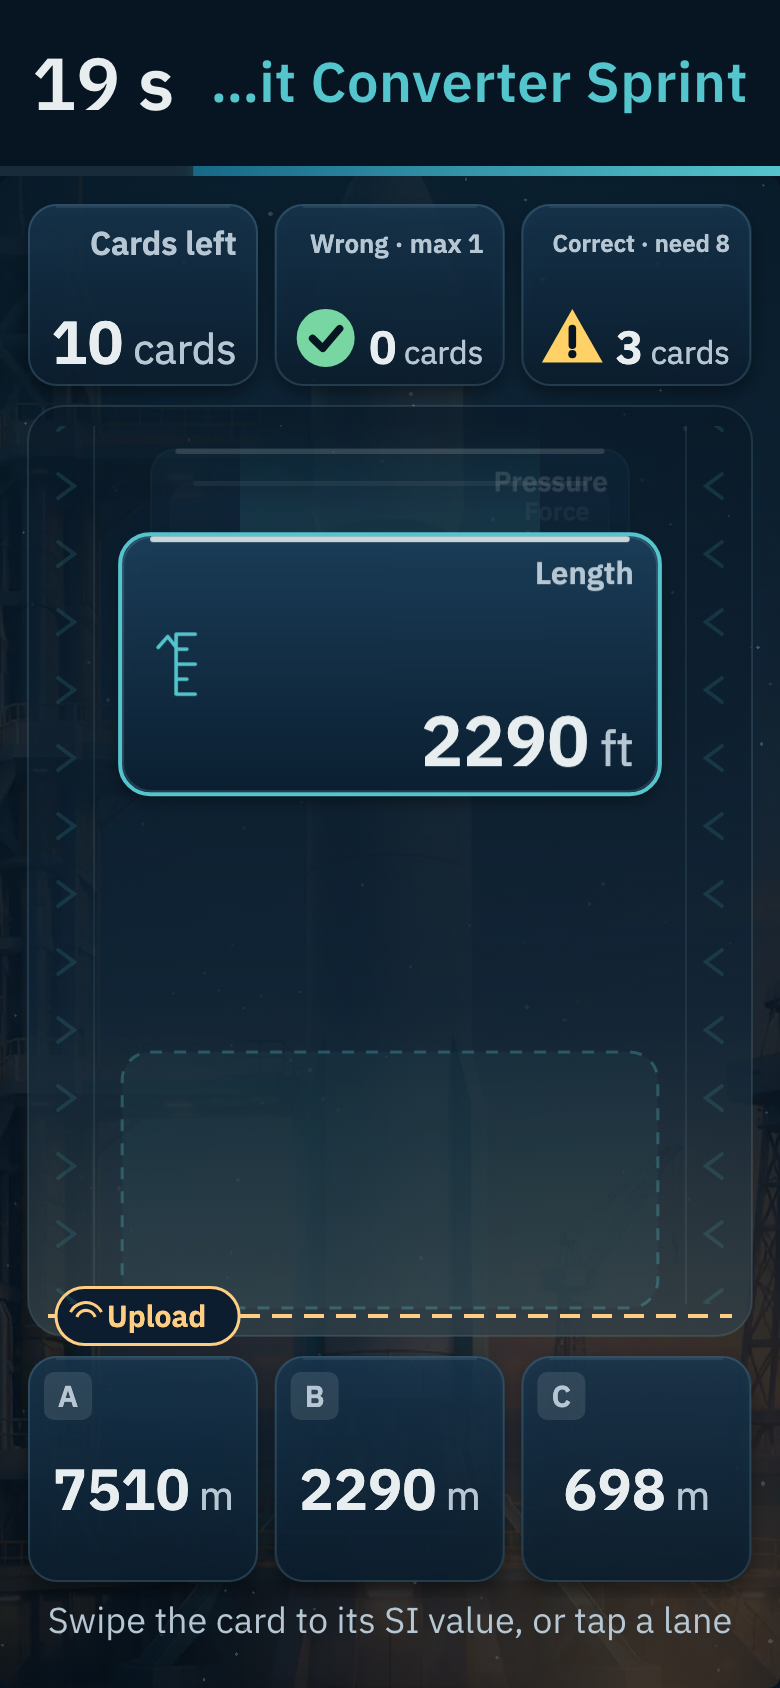 19 s
...it Converter Sprint
Cards left
10 cards
Wrong · max 1
0 cards
Correct · need 8
3 cards
Pressure
Force
Length
2290 ft
Upload
A
7510 m
B
2290 m
C
698 m
Swipe the card to its SI value, or tap a lane